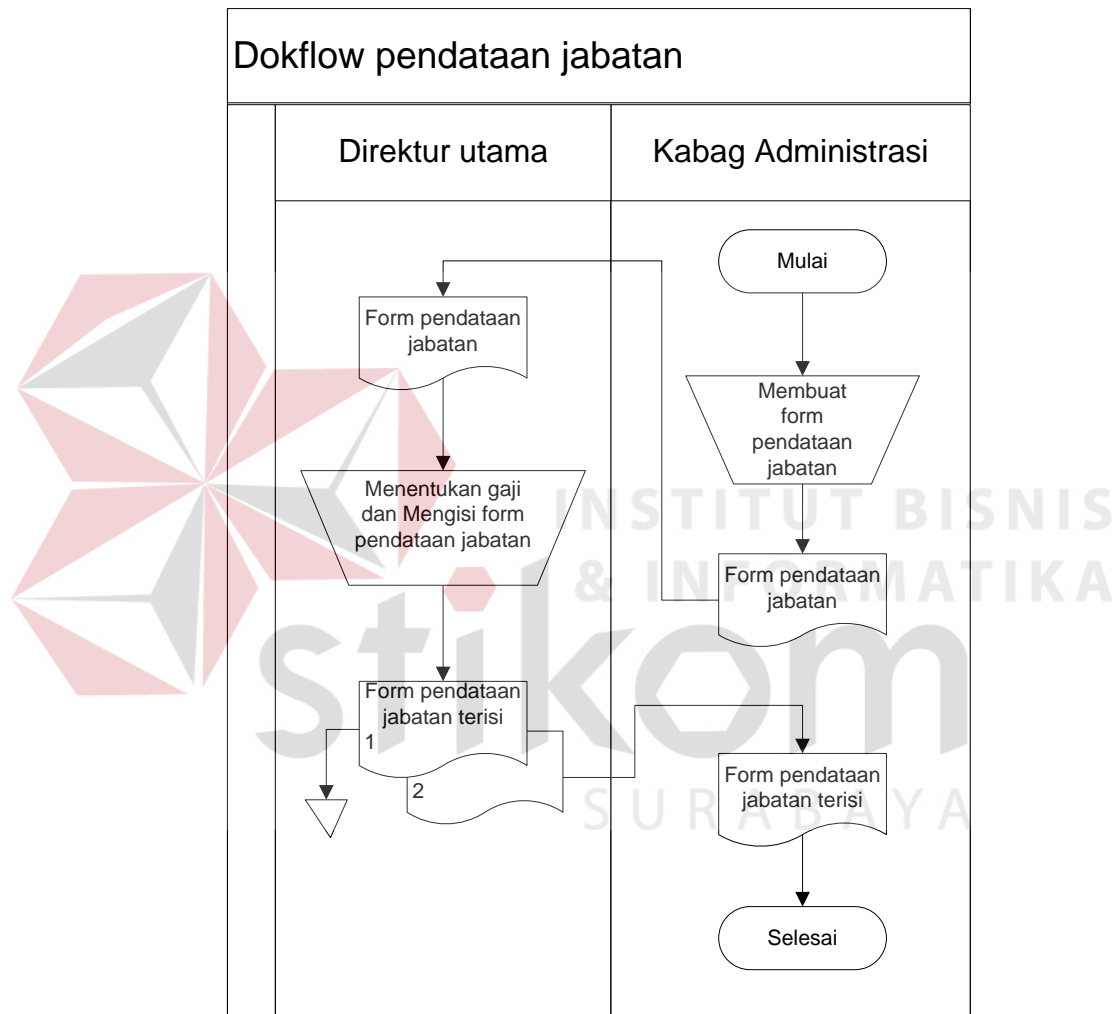 Dokflow pendataan jabatan
Direktur utama
Kabag Administrasi
Mulai
Membuat
form
pendataan
jabatan
Form pendataan
jabatan
Form pendataan
jabatan
Menentukan gaji
dan Mengisi form
pendataan jabatan
Form pendataan
jabatan terisi
1
2
Form pendataan
jabatan terisi
Selesai
INSTITUT BISNIS
& INFORMATIKA
stikom
SURABAYA